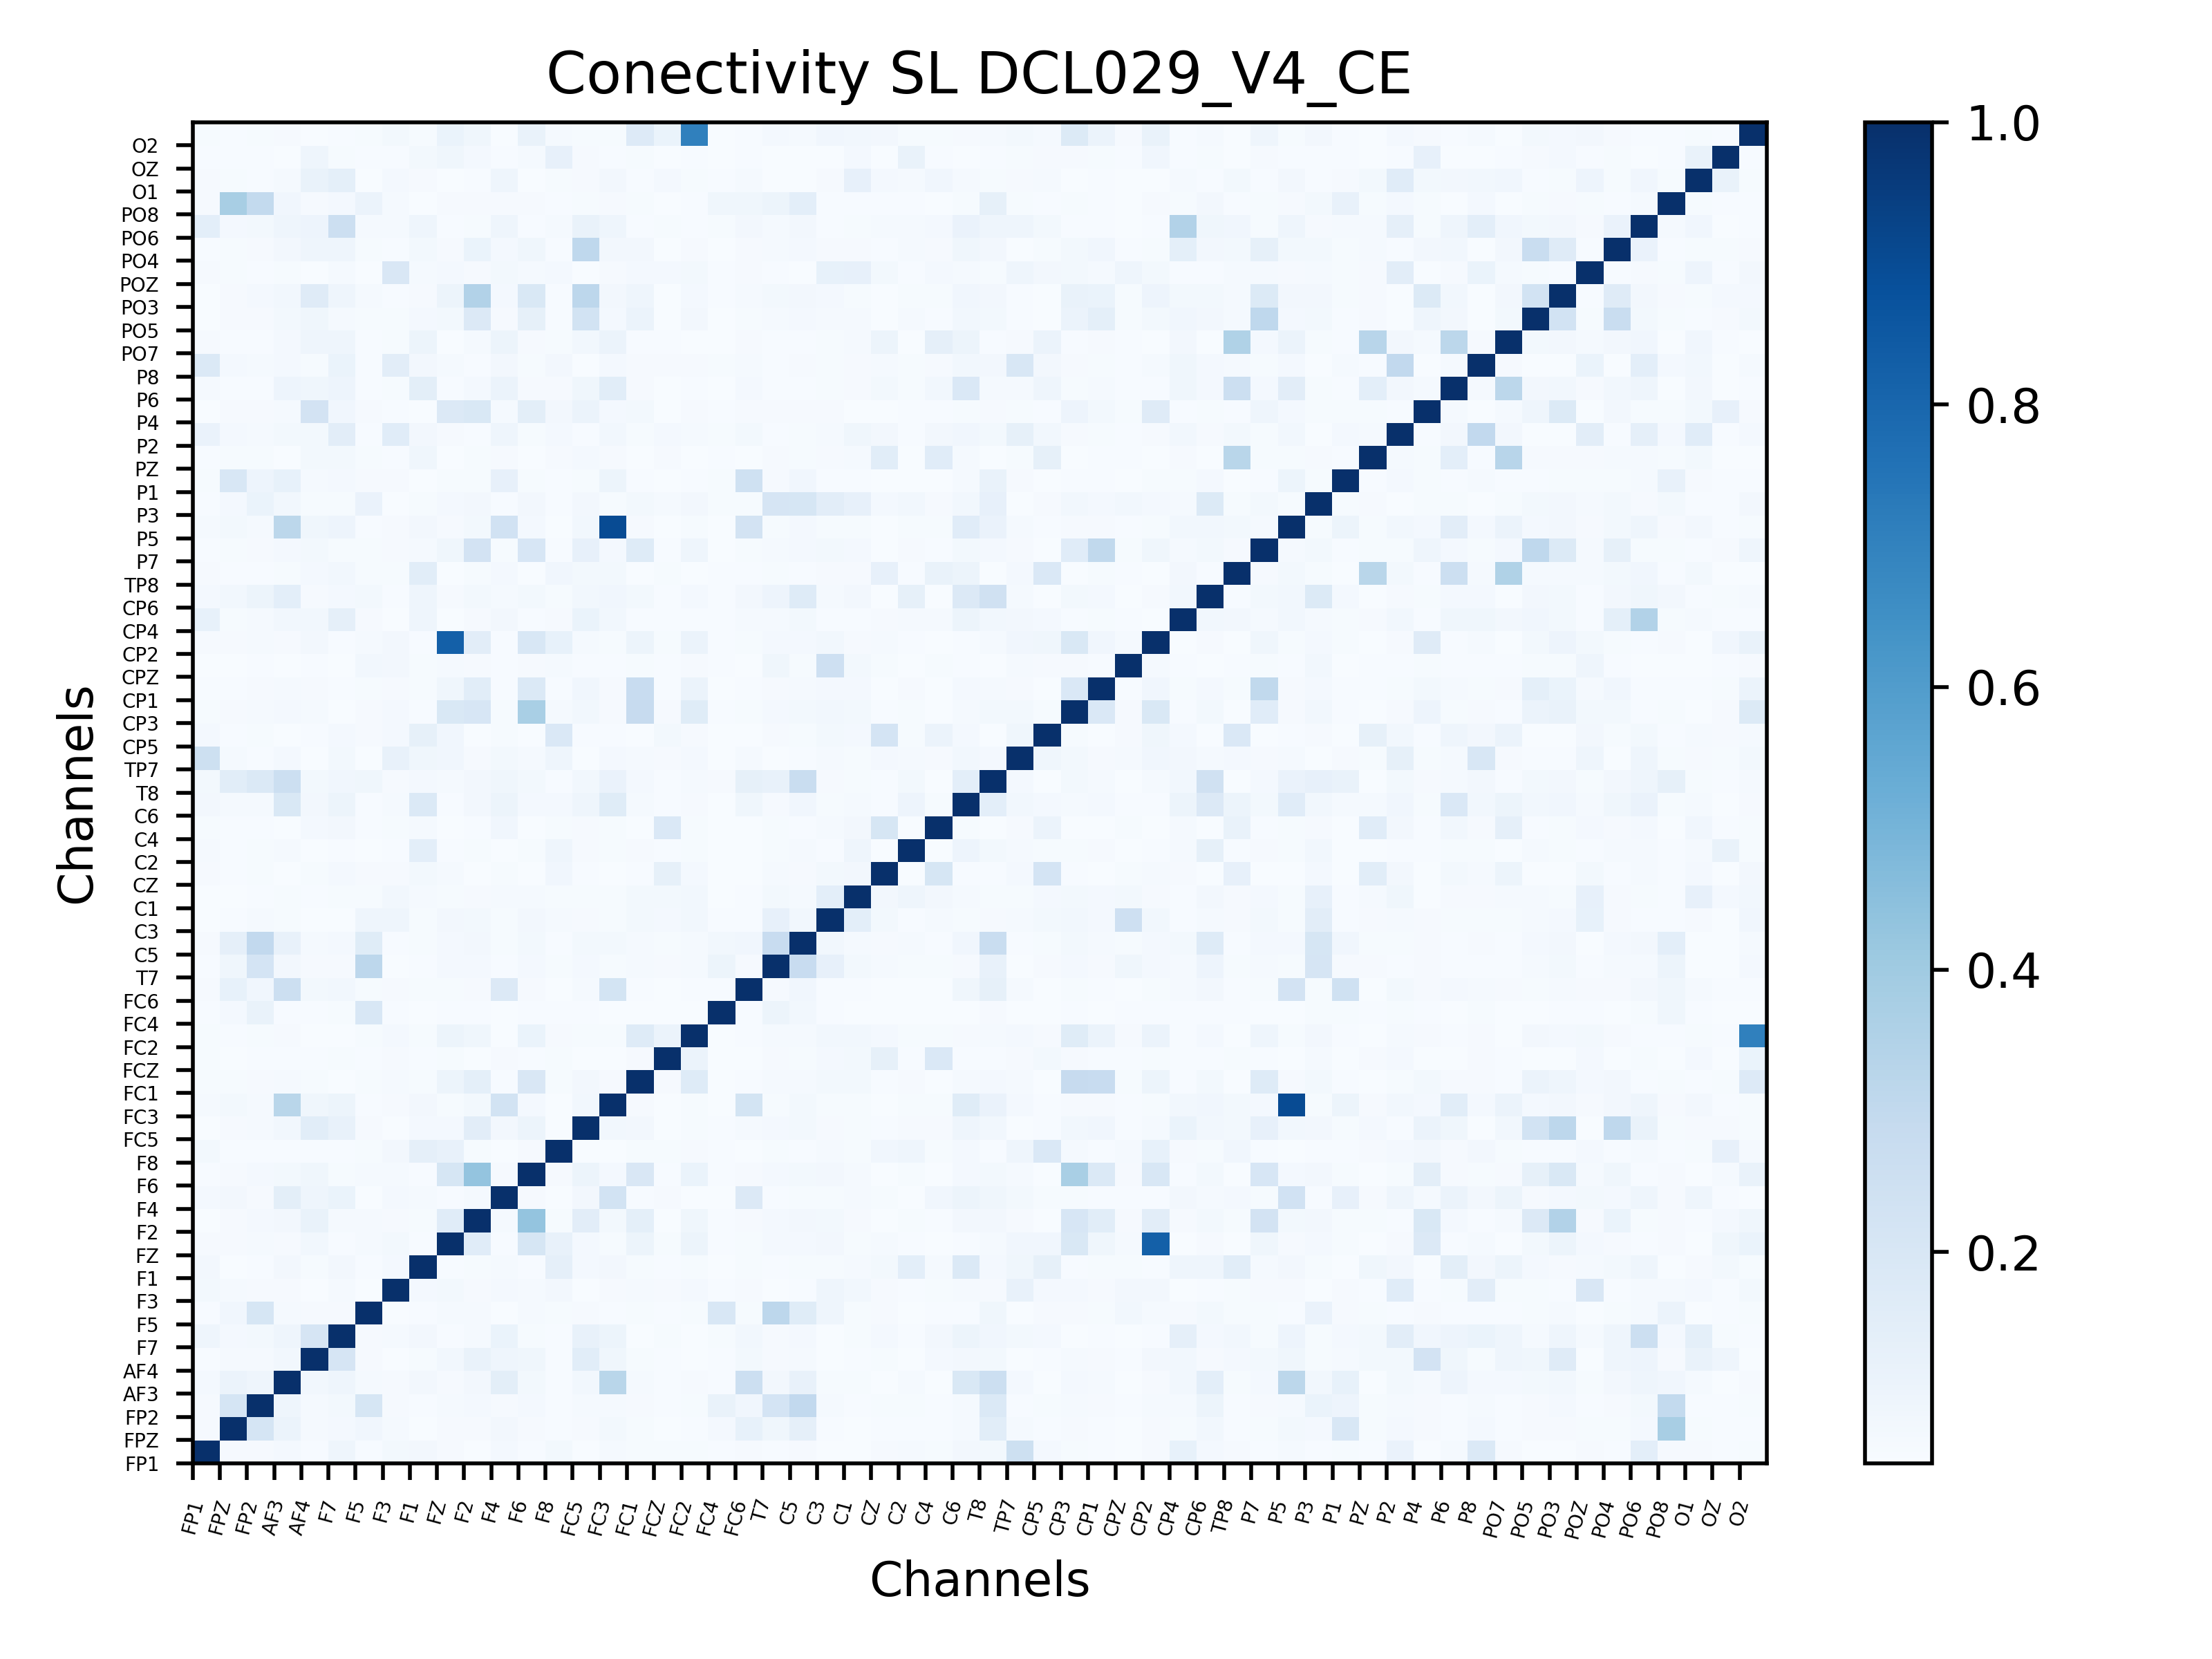 Conectivity SL DCL029_V4_CE
Channels
O2
OZ
O1
PO8
PO6
PO4
POZ
PO3
PO5
PO7
P8
P6
P4
P2
PZ
P1
P3
P5
P7
TP8
CP6
CP4
CP2
CPZ
CP1
CP3
CP5
TP7
T8
C6
C4
C2
CZ
C1
C3
C5
T7
FC6
FC4
FC2
FCZ
FC1
FC3
FC5
F8
F6
F4
F2
FZ
F1
F3
F5
F7
AF4
AF3
FP2
FPZ
FP1
FP1 FPZ FP2 AF3 AF4 F7 F5 F3 F1 FZ F2 F4 F6 F8 FC5 FC3 FC1 FCZ FC2 FC4 FC6 T7 C5 C3 C1 CZ C2 C4 C6 T8 TP7 CP5 CP3 CP1 CPZ CP2 CP4 CP6 TP8 P7 P5 P3 P1 PZ P2 P4 P6 P8 PO7 PO5 PO3 POZ PO4 PO6 PO8 O1 OZ O2
Channels
1.0
0.8
0.6
0.4
0.2